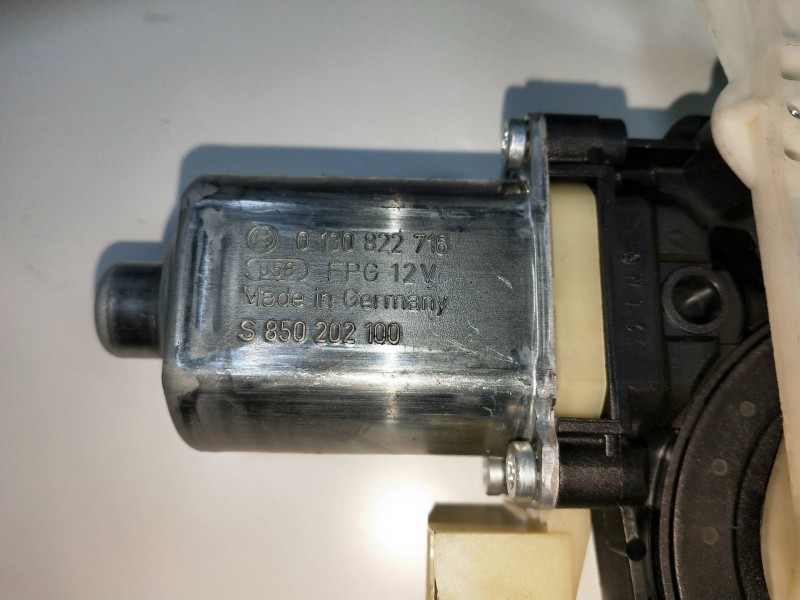 0 130 822 716
FPG 12V
Made in Germany
S 850 202 100